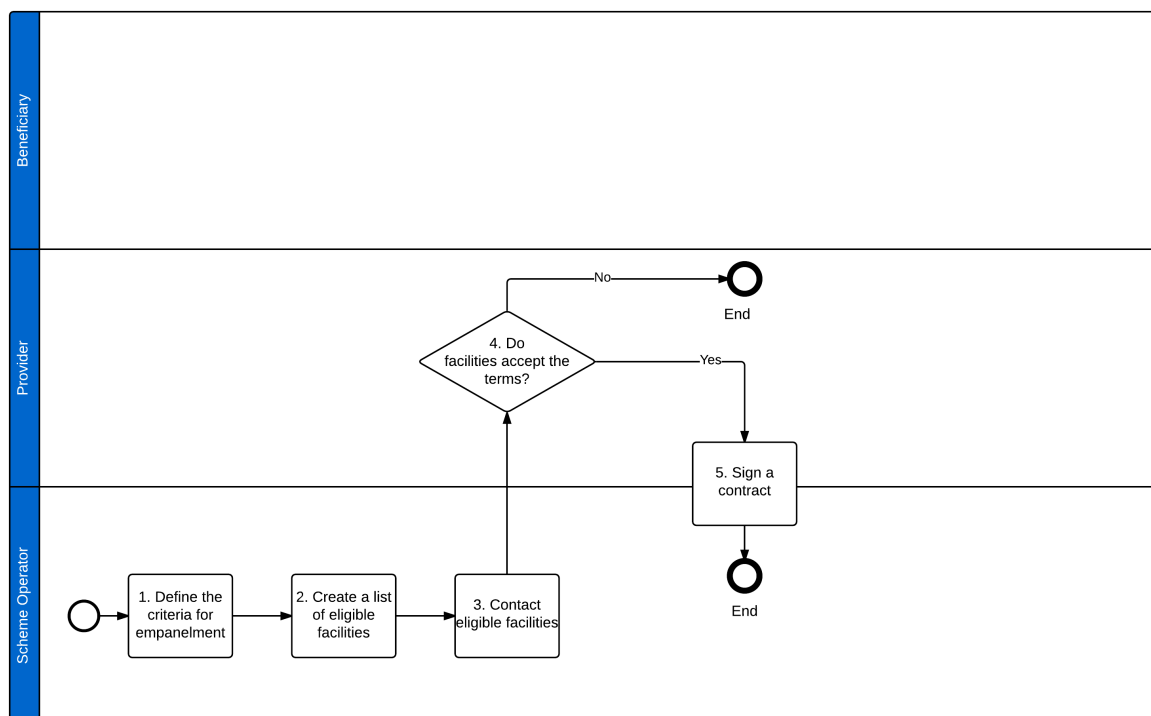 Beneficiary
Provider
Scheme Operator
No
End
4. Do
facilities accept the
terms?
Yes
5. Sign a
contract
1. Define the
criteria for
empanelment
2. Create a list
of eligible
facilities
3. Contact
eligible facilities
End